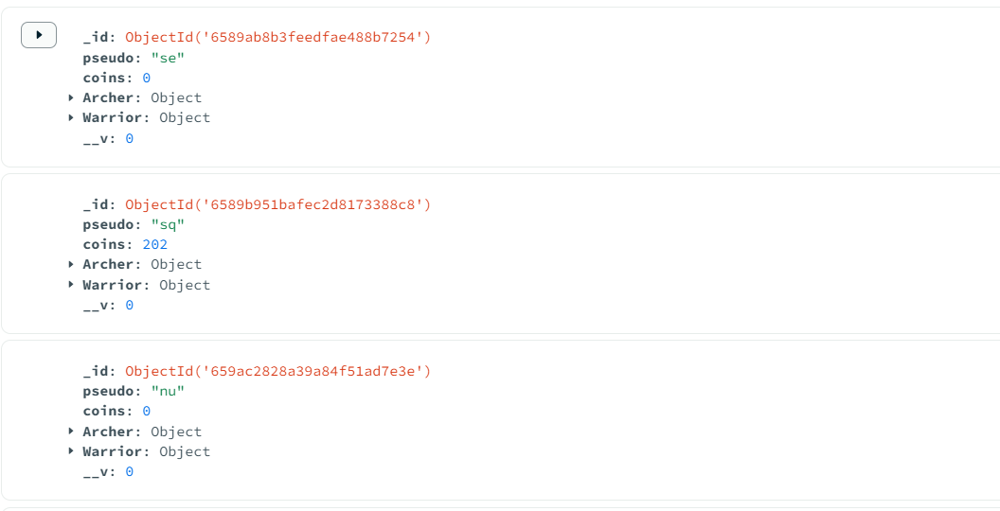 _id: ObjectId('6589ab8b3feedfae488b7254')
pseudo: "se"
coins: 0
Archer: Object
Warrior: Object
__v: 0
_id: ObjectId('6589b951bafec2d8173388c8')
pseudo: "sq"
coins: 202
Archer: Object
Warrior: Object
__v: 0
_id: ObjectId('659ac2828a39a84f51ad7e3e')
pseudo: "nu"
coins: 0
Archer: Object
Warrior: Object
__v: 0